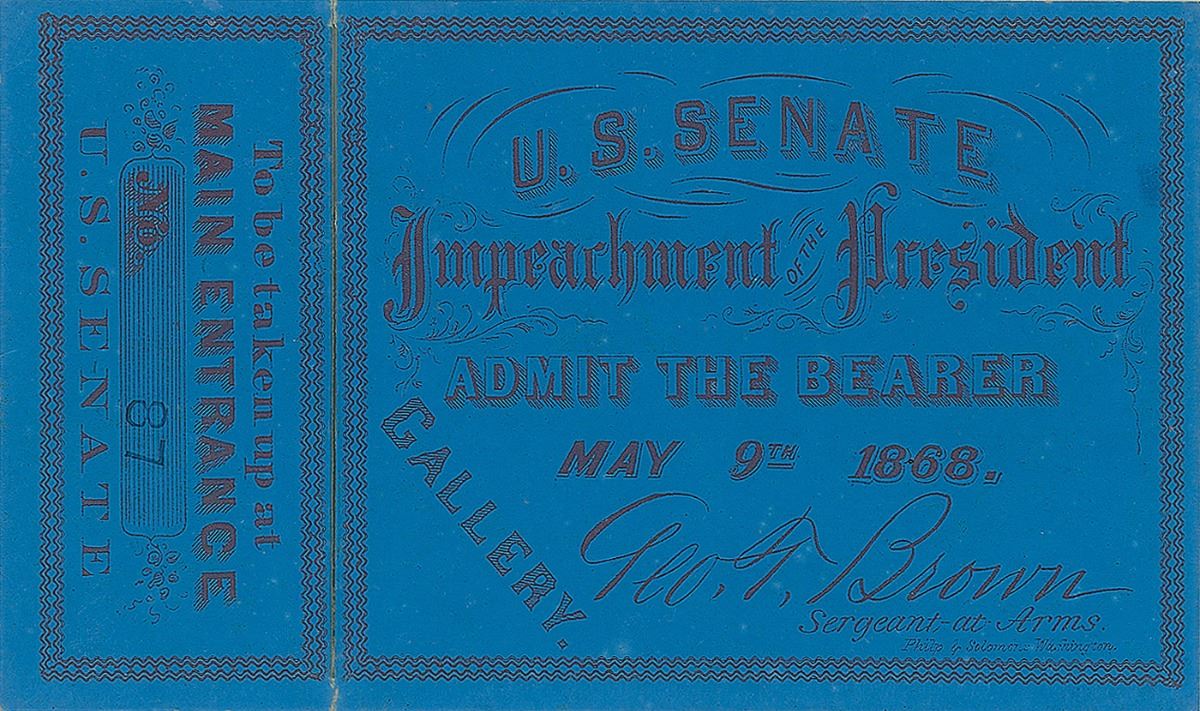 To be taken up at
MAIN ENTRANCE
No. 87
U.S. SENATE
U.S. SENATE
Impeachment OF THE President
ADMIT THE BEARER
MAY 9TH 1868.
GALLERY.
Geo. T. Brown
Sergeant-at-Arms.
Philp & Solomons Washington.